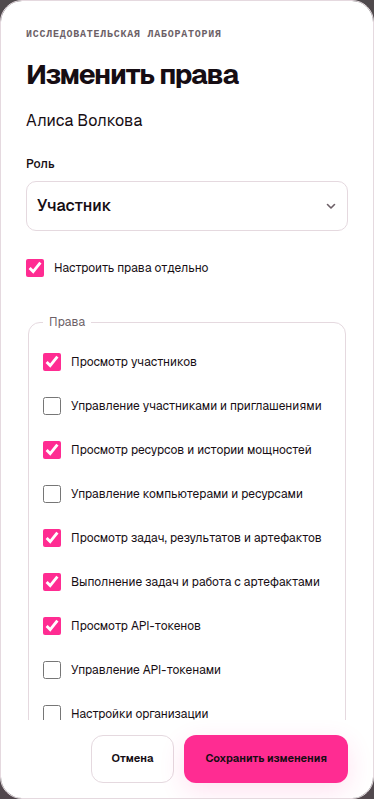 ИССЛЕДОВАТЕЛЬСКАЯ ЛАБОРАТОРИЯ
Изменить права
Алиса Волкова
Роль
Участник
Настроить права отдельно
Права
Просмотр участников
Управление участниками и приглашениями
Просмотр ресурсов и истории мощностей
Управление компьютерами и ресурсами
Просмотр задач, результатов и артефактов
Выполнение задач и работа с артефактами
Просмотр API-токенов
Управление API-токенами
Настройки организации
Отмена
Сохранить изменения